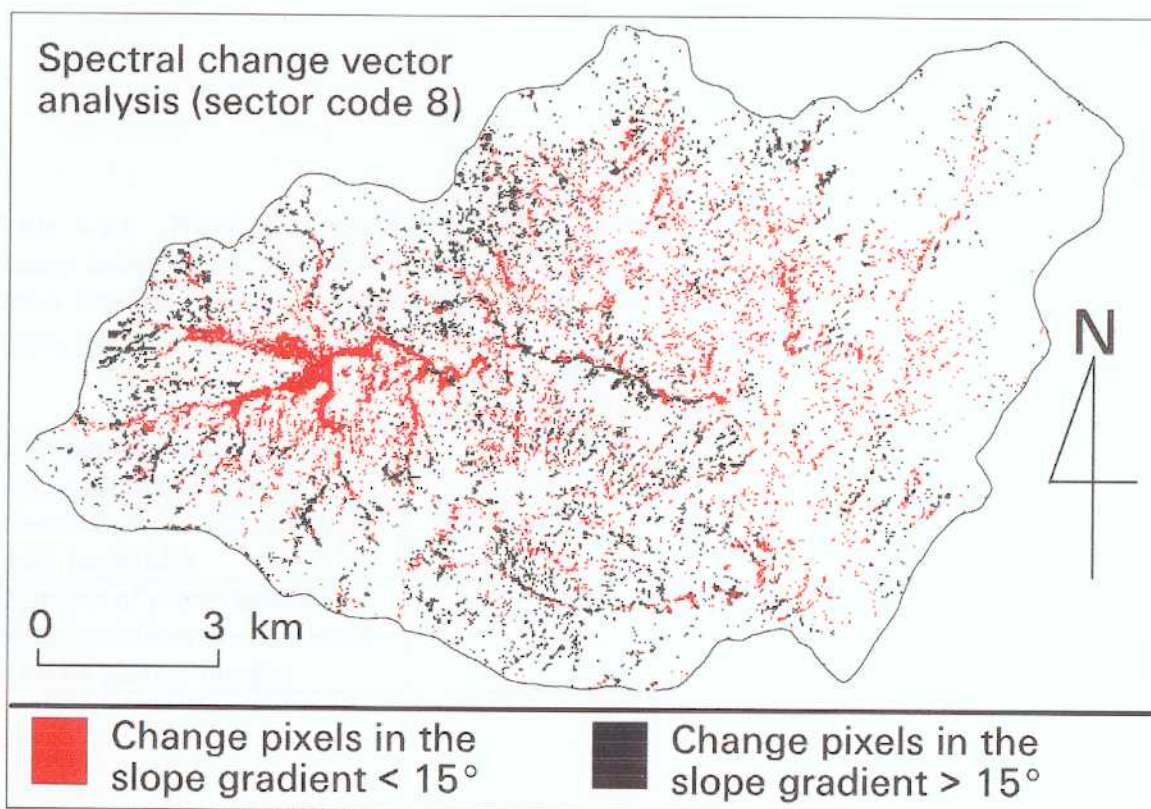 Spectral change vector
analysis (sector code 8)
N
0 3 km
Change pixels in the
slope gradient < 15°
Change pixels in the
slope gradient > 15°